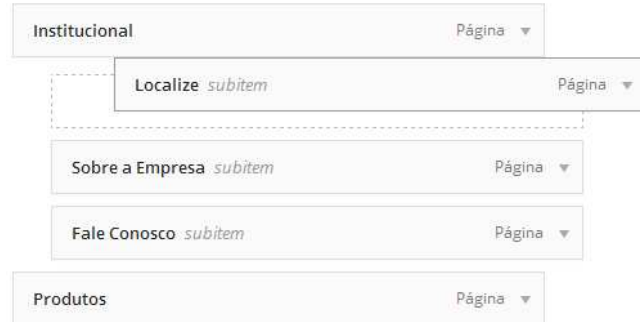 Institucional Página
Localize subitem Página
Sobre a Empresa subitem Página
Fale Conosco subitem Página
Produtos Página